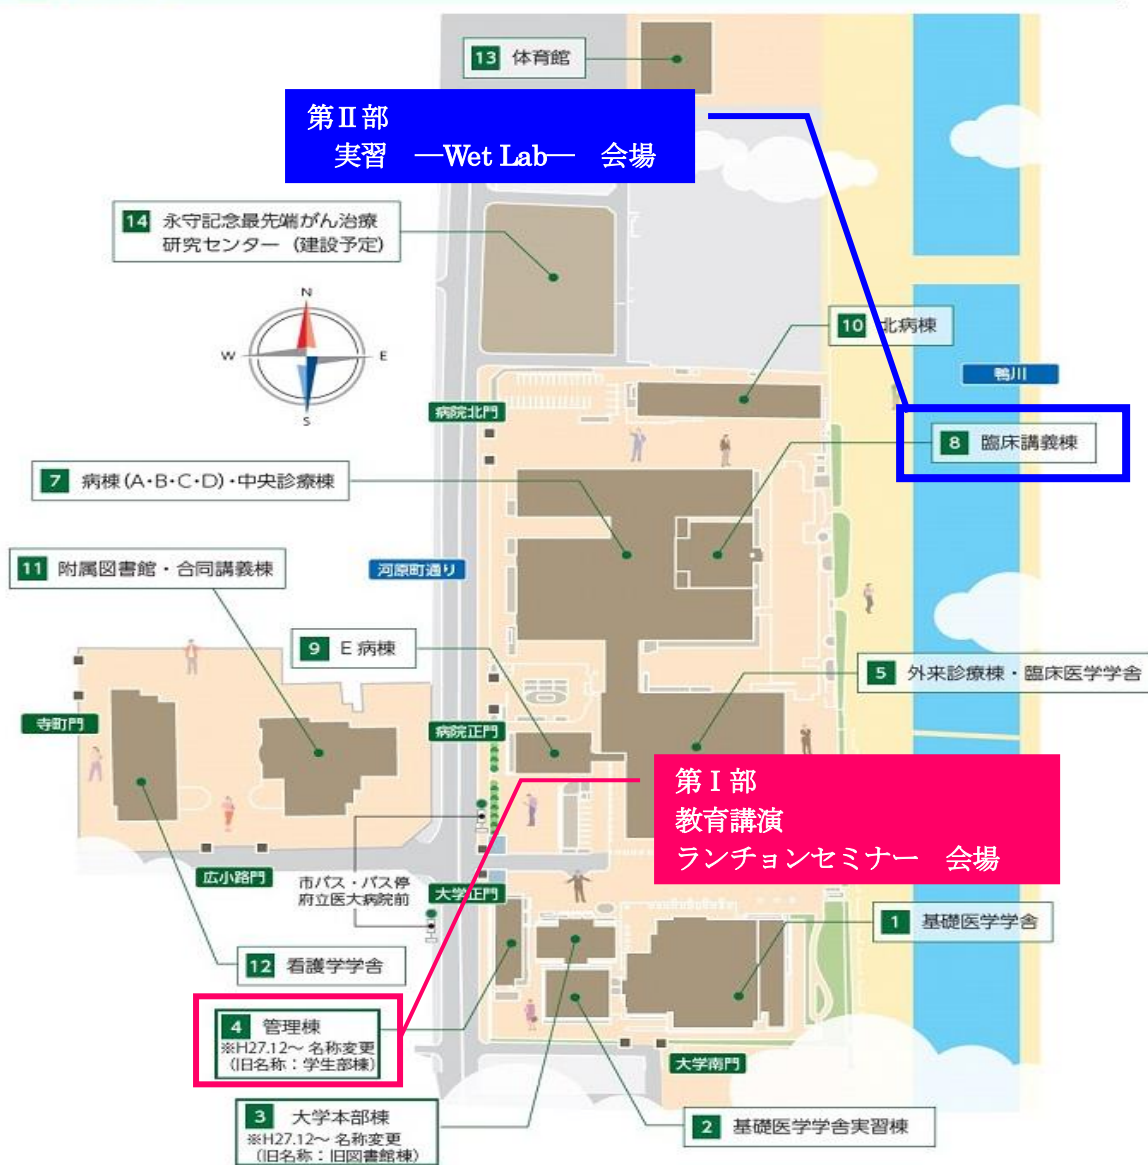 13 体育館
第Ⅱ部
実習 ―Wet Lab― 会場
14 永守記念最先端がん治療
研究センター (建設予定)
N
W
E
S
10 北病棟
鴨川
病院北門
8 臨床講義棟
7 病棟(A・B・C・D)・中央診療棟
11 附属図書館・合同講義棟
河原町通り
9 E 病棟
5 外来診療棟・臨床医学学舎
寺町門
病院正門
第Ⅰ部
教育講演
ランチョンセミナー 会場
広小路門
市バス・バス停
府立医大病院前
大学正門
1 基礎医学学舎
12 看護学学舎
4 管理棟
※H27.12～ 名称変更
(旧名称：学生部棟)
大学南門
3 大学本部棟
※H27.12～ 名称変更
(旧名称：旧図書館棟)
2 基礎医学学舎実習棟